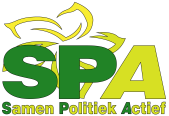 SPA
Samen Politiek Actief